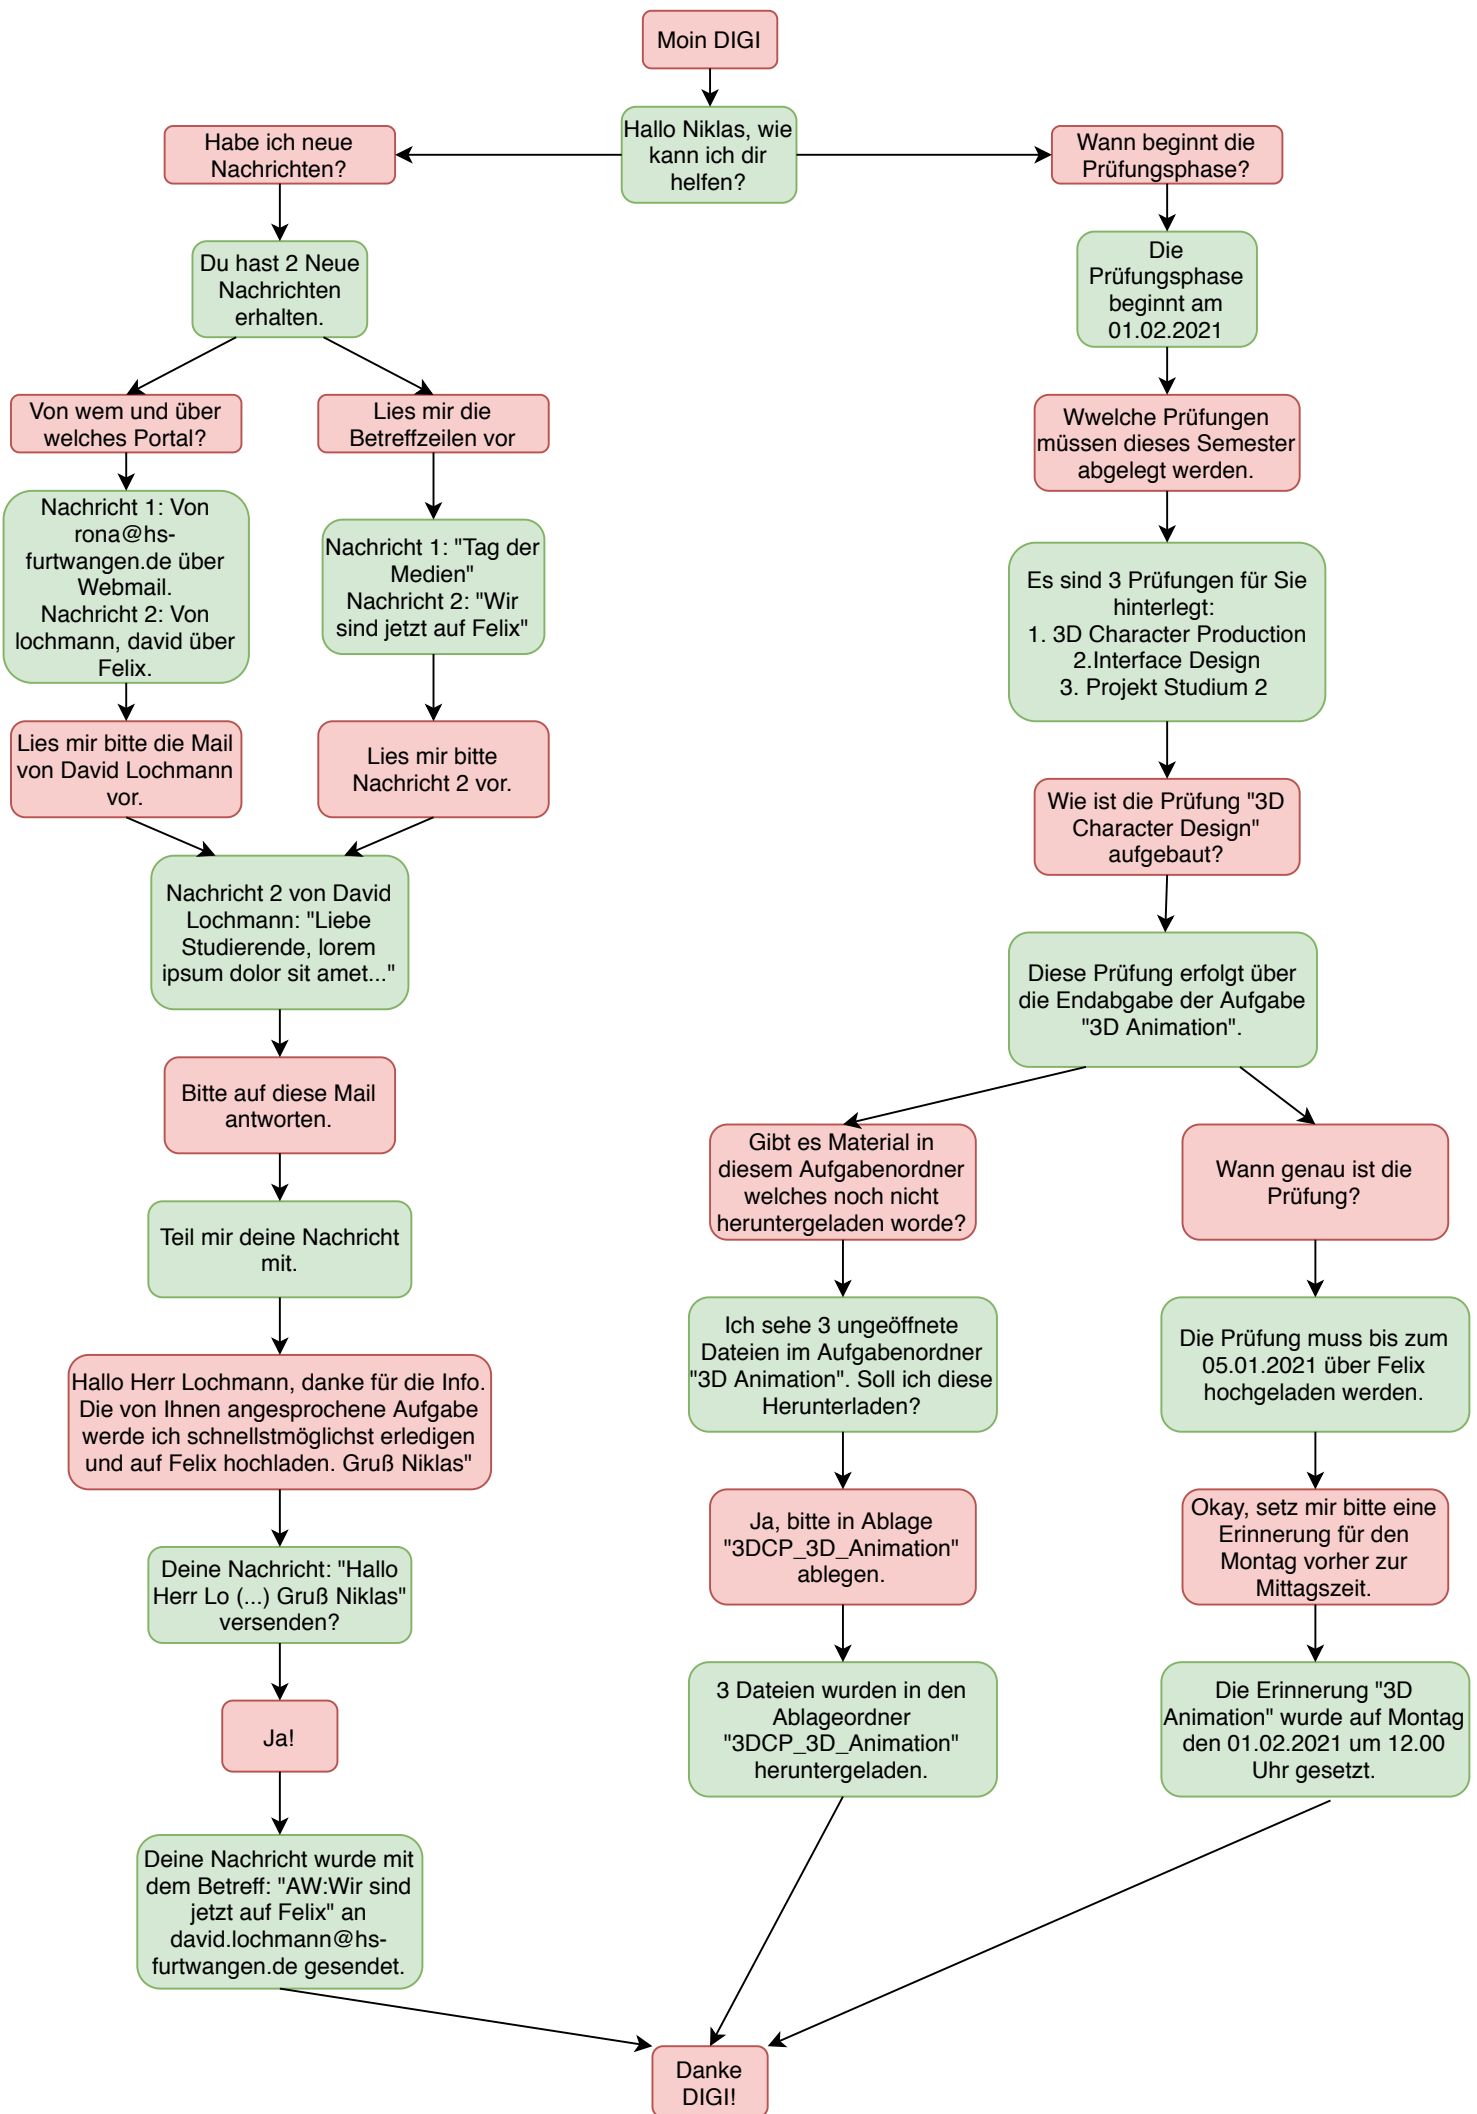 Moin DIGI
Hallo Niklas, wie
kann ich dir
helfen?
Habe ich neue
Nachrichten?
Wann beginnt die
Prüfungsphase?
Du hast 2 Neue
Nachrichten
erhalten.
Die
Prüfungsphase
beginnt am
01.02.2021
Von wem und über
welches Portal?
Lies mir die
Betreffzeilen vor
Wwelche Prüfungen
müssen dieses Semester
abgelegt werden.
Nachricht 1: Von
rona@hs-
furtwangen.de über
Webmail.
Nachricht 2: Von
lochmann, david über
Felix.
Nachricht 1: "Tag der
Medien"
Nachricht 2: "Wir
sind jetzt auf Felix"
Es sind 3 Prüfungen für Sie
hinterlegt:
1. 3D Character Production
2.Interface Design
3. Projekt Studium 2
Lies mir bitte die Mail
von David Lochmann
vor.
Lies mir bitte
Nachricht 2 vor.
Wie ist die Prüfung "3D
Character Design"
aufgebaut?
Nachricht 2 von David
Lochmann: "Liebe
Studierende, lorem
ipsum dolor sit amet..."
Diese Prüfung erfolgt über
die Endabgabe der Aufgabe
"3D Animation".
Bitte auf diese Mail
antworten.
Gibt es Material in
diesem Aufgabenordner
welches noch nicht
heruntergeladen worde?
Wann genau ist die
Prüfung?
Teil mir deine Nachricht
mit.
Ich sehe 3 ungeöffnete
Dateien im Aufgabenordner
"3D Animation". Soll ich diese
Herunterladen?
Die Prüfung muss bis zum
05.01.2021 über Felix
hochgeladen werden.
Hallo Herr Lochmann, danke für die Info.
Die von Ihnen angesprochene Aufgabe
werde ich schnellstmöglichst erledigen
und auf Felix hochladen. Gruß Niklas"
Ja, bitte in Ablage
"3DCP_3D_Animation"
ablegen.
Okay, setz mir bitte eine
Erinnerung für den
Montag vorher zur
Mittagszeit.
Deine Nachricht: "Hallo
Herr Lo (...) Gruß Niklas"
versenden?
3 Dateien wurden in den
Ablageordner
"3DCP_3D_Animation"
heruntergeladen.
Die Erinnerung "3D
Animation" wurde auf Montag
den 01.02.2021 um 12.00
Uhr gesetzt.
Ja!
Deine Nachricht wurde mit
dem Betreff: "AW:Wir sind
jetzt auf Felix" an
david.lochmann@hs-
furtwangen.de gesendet.
Danke
DIGI!